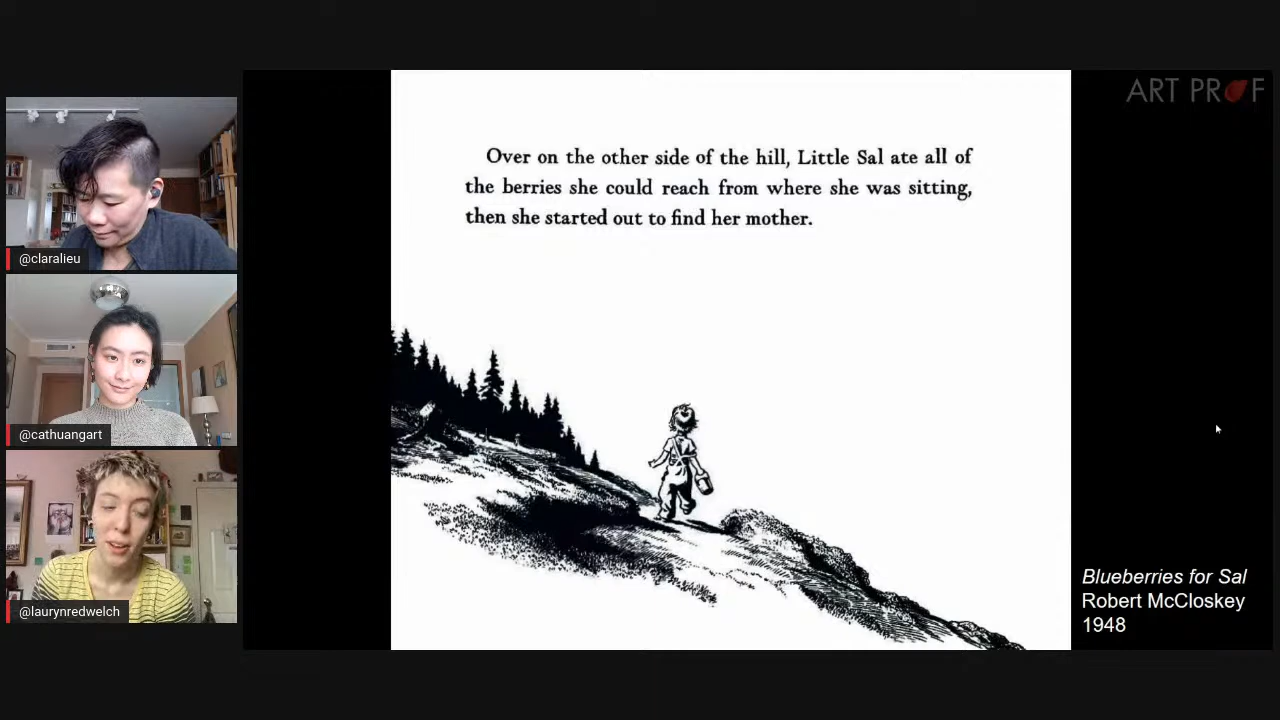 ART PROF
Over on the other side of the hill, Little Sal ate all of
the berries she could reach from where she was sitting,
then she started out to find her mother.
@claralieu
@cathuangart
@laurynredwelch
Blueberries for Sal
Robert McCloskey
1948